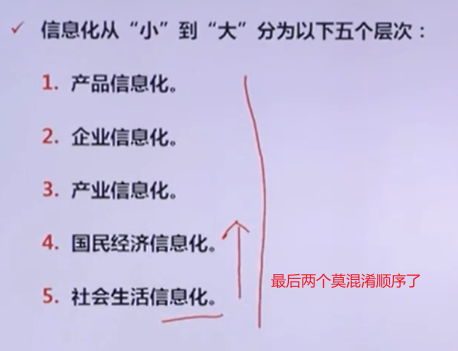 ✓ 信息化从“小”到“大”分为以下五个层次：
1. 产品信息化。
2. 企业信息化。
3. 产业信息化。
4. 国民经济信息化。
5. 社会生活信息化。
最后两个莫混淆顺序了